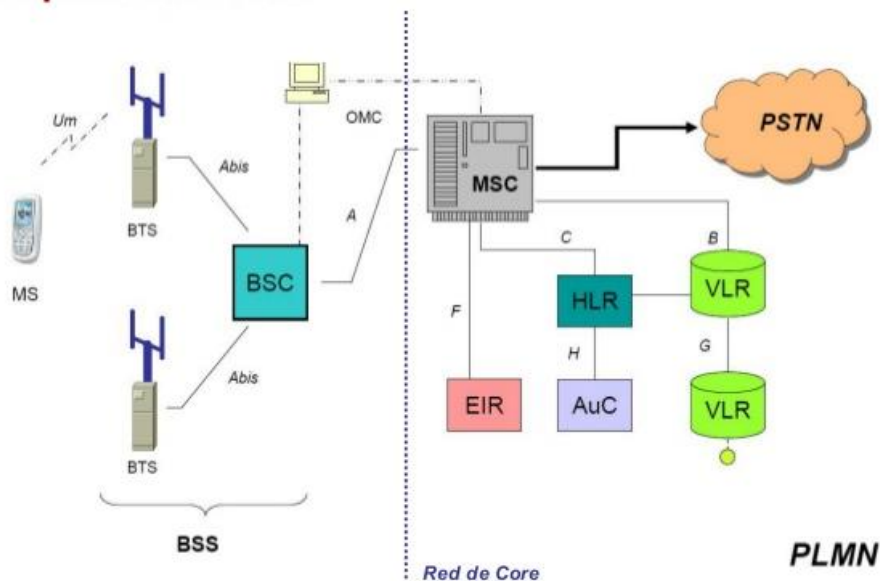 OMC
Um
Abis
BTS
MS
A
BSC
Abis
BTS
BSS
MSC
PSTN
C
B
HLR
VLR
F
H
G
EIR
AuC
VLR
Red de Core
PLMN